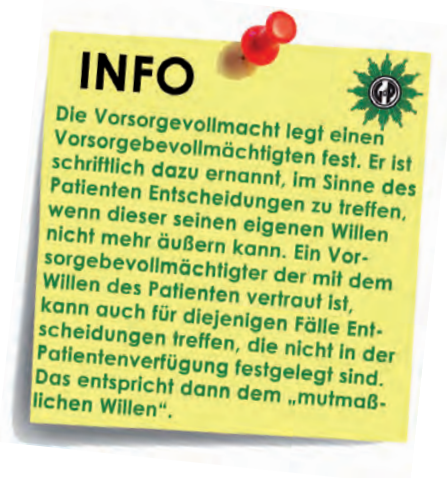 INFO
GdP
Die Vorsorgevollmacht legt einen
Vorsorgebevollmächtigten fest. Er ist
schriftlich dazu ernannt, im Sinne des
Patienten Entscheidungen zu treffen,
wenn dieser seinen eigenen Willen
nicht mehr äußern kann. Ein Vor-
sorgebevollmächtigter der mit dem
Willen des Patienten vertraut ist,
kann auch für diejenigen Fälle Ent-
scheidungen treffen, die nicht in der
Patientenverfügung festgelegt sind.
Das entspricht dann dem „mutmaß-
lichen Willen“.